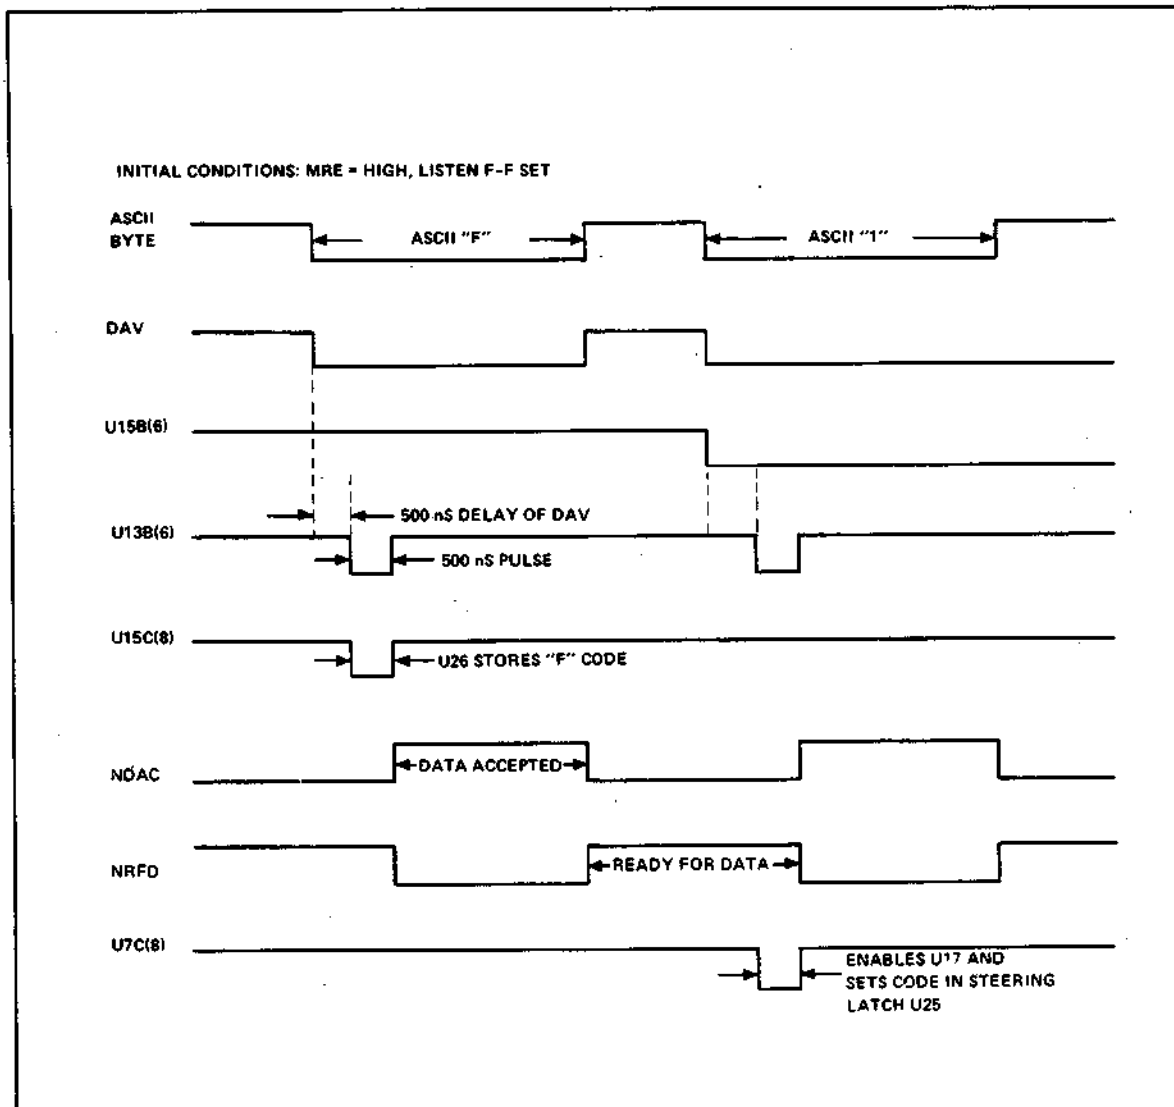 INITIAL CONDITIONS: MRE = HIGH, LISTEN F-F SET
ASCII
BYTE
ASCII "F"
ASCII "1"
DAV
U15B(6)
500 nS DELAY OF DAV
U13B(6)
500 nS PULSE
U15C(8)
U26 STORES "F" CODE
NDAC
DATA ACCEPTED
NRFD
READY FOR DATA
U7C(8)
ENABLES U17 AND
SETS CODE IN STEERING
LATCH U25